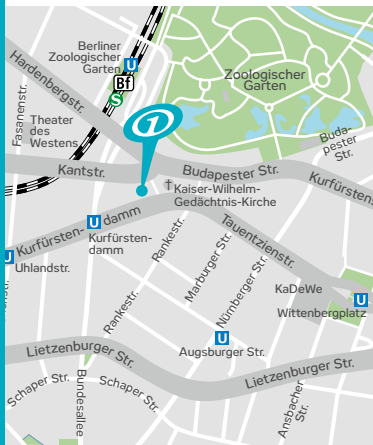 Berliner
Zoologischer
Garten
U
Bf
S
Hardenbergstr.
Fasanenstr.
Theater
des
Westens
Zoologischer
Garten
1
Buda-
pester
Str.
Kantstr.
Budapester Str.
Kurfürstens
Kaiser-Wilhelm-
Gedächtnis-Kirche
Kurfürsten-
damm
U
Kurfürsten-
damm
U
Uhlandstr.
Rankestr.
Tauentzienstr.
Marburger Str.
Nürnberger Str.
KaDeWe
U
Wittenbergplatz
Rankestr.
U
Augsburger Str.
Lietzenburger Str.
Lietzenburger Str.
Schaper Str.
Bundesallee
Schaper Str.
Ansbacher
Str.